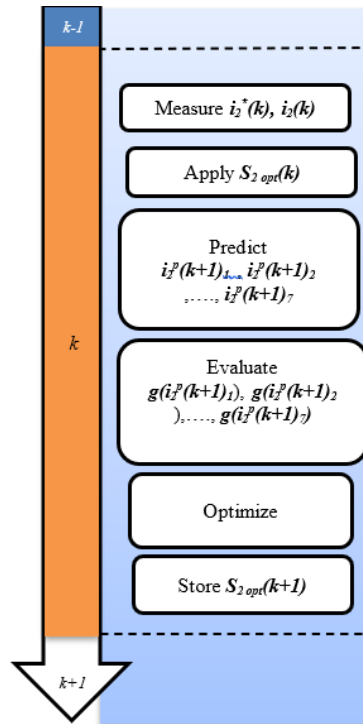 k-1
Measure i₂*(k), i₂(k)
Apply S₂ ₒₚₜ(k)
Predict
i₂ᵖ(k+1)₁, i₂ᵖ(k+1)₂
,…., i₂ᵖ(k+1)₇
k
Evaluate
g(i₂ᵖ(k+1)₁), g(i₂ᵖ(k+1)₂
),…., g(i₂ᵖ(k+1)₇)
Optimize
Store S₂ ₒₚₜ(k+1)
k+1